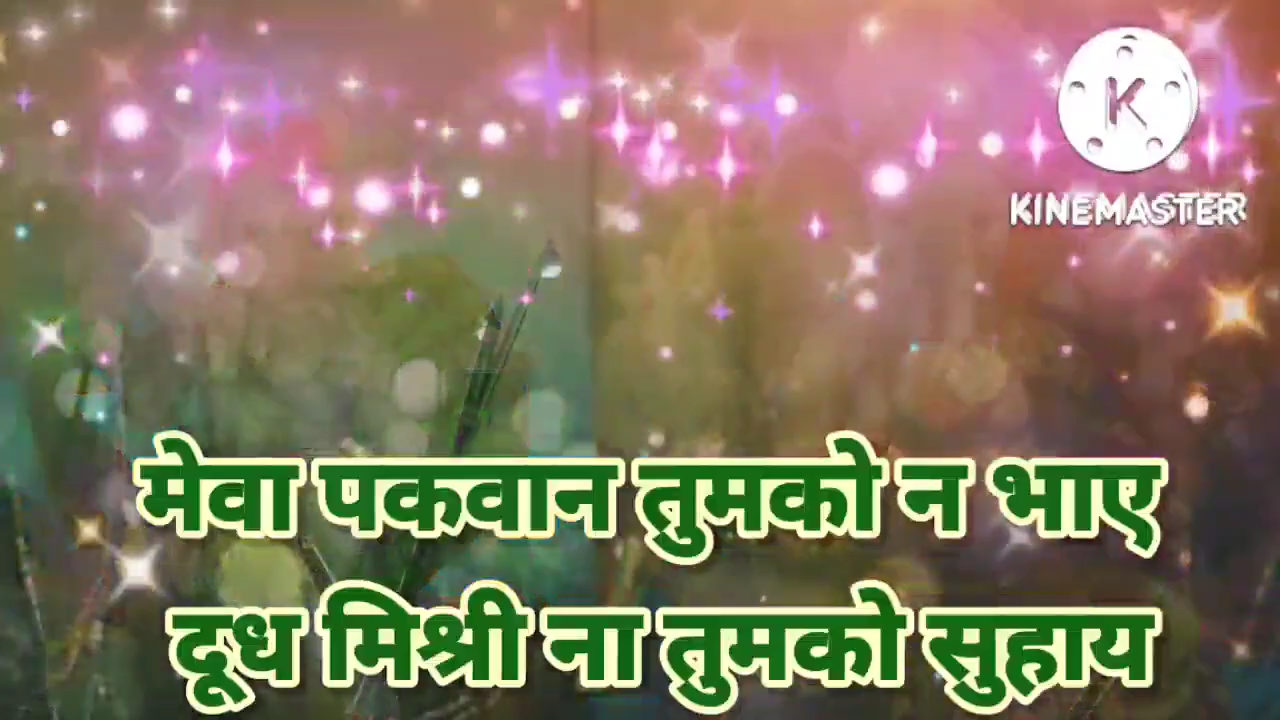 K
KINEMASTER
मेवा पकवान तुमको न भाए
दूध मिश्री ना तुमको सुहाय